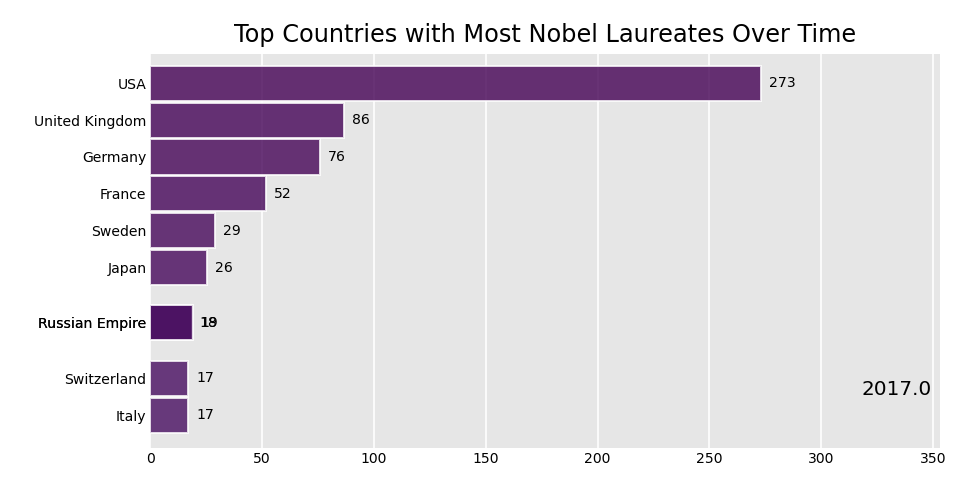 Top Countries with Most Nobel Laureates Over Time
USA 273
United Kingdom 86
Germany 76
France 52
Sweden 29
Japan 26
Russian Empire
Switzerland 17
Italy 17
2017.0
0 50 100 150 200 250 300 350